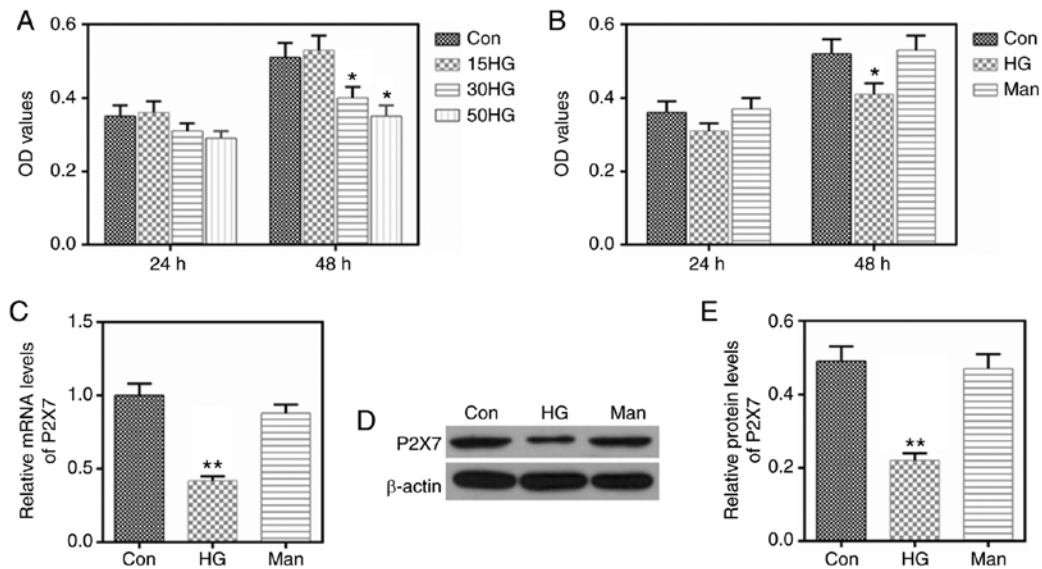 A
OD values
0.6
0.4
0.2
0.0
*
*
24 h
48 h
Con
15HG
30HG
50HG
B
OD values
0.6
0.4
0.2
0.0
*
24 h
48 h
Con
HG
Man
C
Relative mRNA levels
of P2X7
1.5
1.0
0.5
0.0
**
Con HG Man
D
Con HG Man
P2X7
β-actin
E
Relative protein levels
of P2X7
0.6
0.4
0.2
0.0
**
Con HG Man